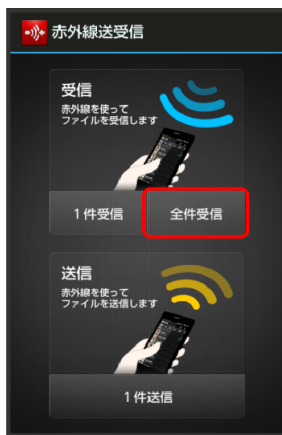 赤外線送受信
受信
赤外線を使って
ファイルを受信します
1件受信
全件受信
送信
赤外線を使って
ファイルを送信します
1件送信